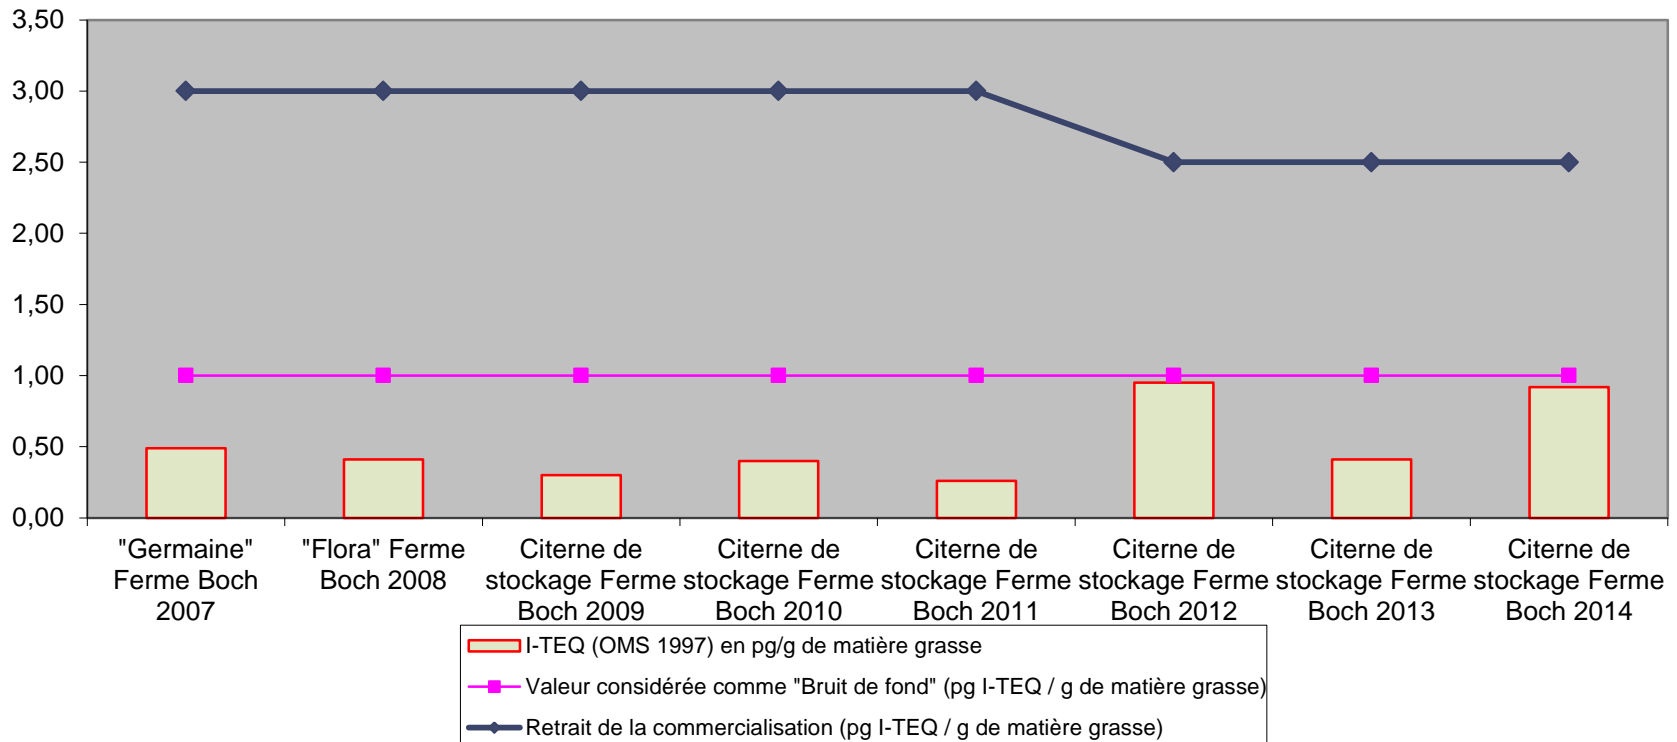 3,50
3,00
2,50
2,00
1,50
1,00
0,50
0,00
"Germaine"
Ferme Boch
2007
"Flora" Ferme
Boch 2008
Citerne de
stockage Ferme
Boch 2009
Citerne de
stockage Ferme
Boch 2010
Citerne de
stockage Ferme
Boch 2011
Citerne de
stockage Ferme
Boch 2012
Citerne de
stockage Ferme
Boch 2013
Citerne de
stockage Ferme
Boch 2014
I-TEQ (OMS 1997) en pg/g de matière grasse
Valeur considérée comme "Bruit de fond" (pg I-TEQ / g de matière grasse)
Retrait de la commercialisation (pg I-TEQ / g de matière grasse)